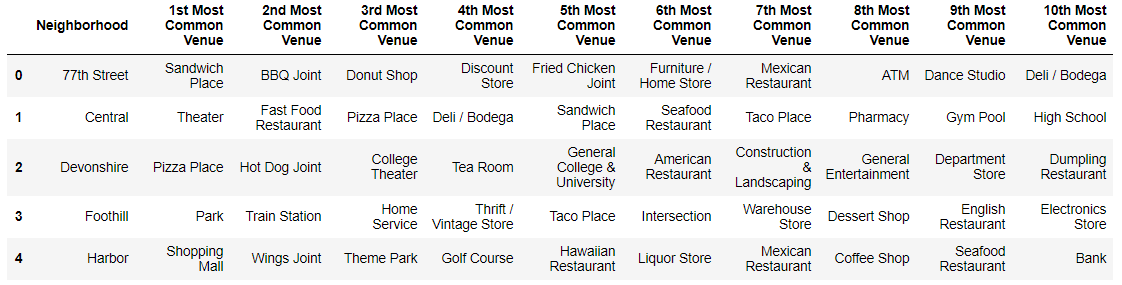 Neighborhood 1st Most Common Venue 2nd Most Common Venue 3rd Most Common Venue 4th Most Common Venue 5th Most Common Venue 6th Most Common Venue 7th Most Common Venue 8th Most Common Venue 9th Most Common Venue 10th Most Common Venue
0 77th Street Sandwich Place BBQ Joint Donut Shop Discount Store Fried Chicken Joint Furniture / Home Store Mexican Restaurant ATM Dance Studio Deli / Bodega
1 Central Theater Fast Food Restaurant Pizza Place Deli / Bodega Sandwich Place Seafood Restaurant Taco Place Pharmacy Gym Pool High School
2 Devonshire Pizza Place Hot Dog Joint College Theater Tea Room General College & University American Restaurant Construction & Landscaping General Entertainment Department Store Dumpling Restaurant
3 Foothill Park Train Station Home Service Thrift / Vintage Store Taco Place Intersection Warehouse Store Dessert Shop English Restaurant Electronics Store
4 Harbor Shopping Mall Wings Joint Theme Park Golf Course Hawaiian Restaurant Liquor Store Mexican Restaurant Coffee Shop Seafood Restaurant Bank